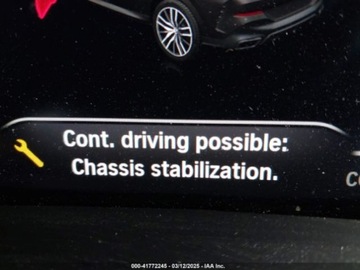 Cont. driving possible:
Chassis stabilization.
000-41772245 - 03/12/2025 - IAA, Inc.